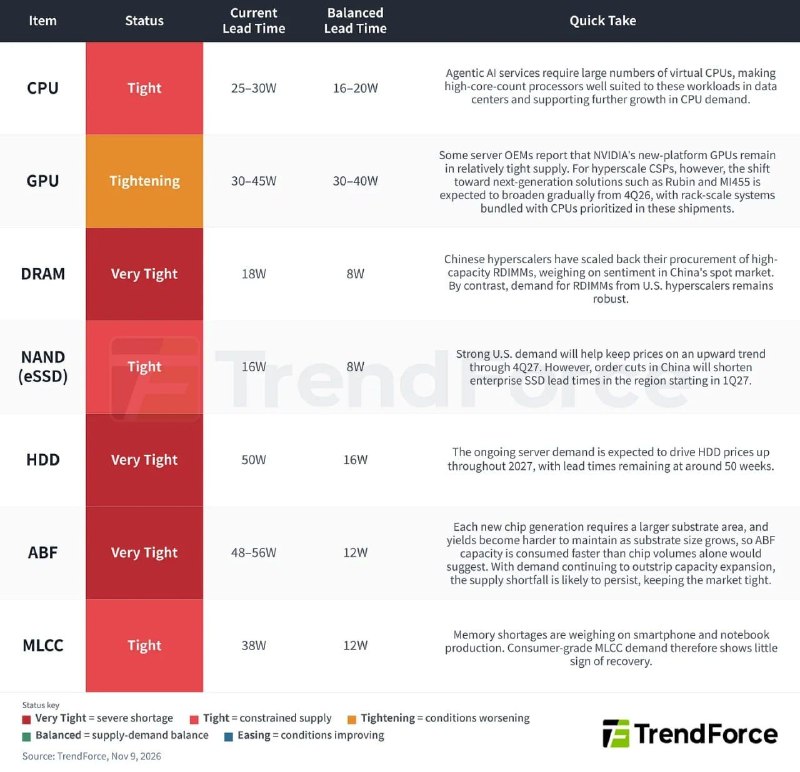 Item
Status
Current
Lead Time
Balanced
Lead Time
Quick Take
CPU
Tight
25–30W
16–20W
Agentic AI services require large numbers of virtual CPUs, making
high-core-count processors well suited to these workloads in data
centers and supporting further growth in CPU demand.
GPU
Tightening
30–45W
30–40W
Some server OEMs report that NVIDIA's new-platform GPUs remain
in relatively tight supply. For hyperscale CSPs, however, the shift
toward next-generation solutions such as Rubin and MI455 is
expected to broaden gradually from 4Q26, with rack-scale systems
bundled with CPUs prioritized in these shipments.
DRAM
Very Tight
18W
8W
Chinese hyperscalers have scaled back their procurement of high-
capacity RDIMMs, weighing on sentiment in China's spot market.
By contrast, demand for RDIMMs from U.S. hyperscalers remains
robust.
NAND
(eSSD)
Tight
16W
8W
Strong U.S. demand will help keep prices on an upward trend
through 4Q27. However, order cuts in China will shorten
enterprise SSD lead times in the region starting in 1Q27.
TrendForce
HDD
Very Tight
50W
16W
The ongoing server demand is expected to drive HDD prices up
throughout 2027, with lead times remaining at around 50 weeks.
ABF
Very Tight
48–56W
12W
Each new chip generation requires a larger substrate area, and
yields become harder to maintain as substrate size grows, so ABF
capacity is consumed faster than chip volumes alone would
suggest. With demand continuing to outstrip capacity expansion,
the supply shortfall is likely to persist, keeping the market tight.
MLCC
Tight
38W
12W
Memory shortages are weighing on smartphone and notebook
production. Consumer-grade MLCC demand therefore shows little
sign of recovery.
Status key
Very Tight = severe shortage
Tight = constrained supply
Tightening = conditions worsening
Balanced = supply-demand balance
Easing = conditions improving
Source: TrendForce, Nov 9, 2026
TrendForce